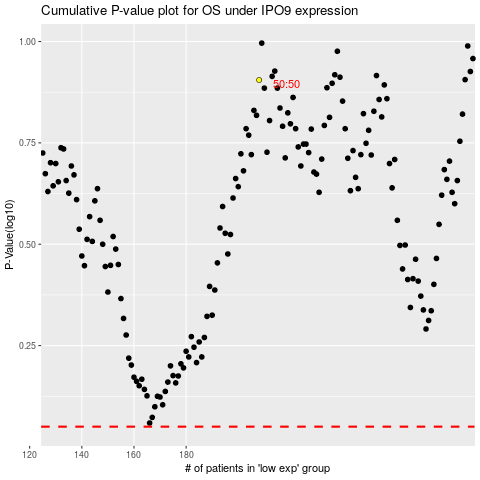 Cumulative P-value plot for OS under IPO9 expression
1.00
50:50
0.75
P-Value(log10)
0.50
0.25
120 140 160 180
# of patients in 'low exp' group